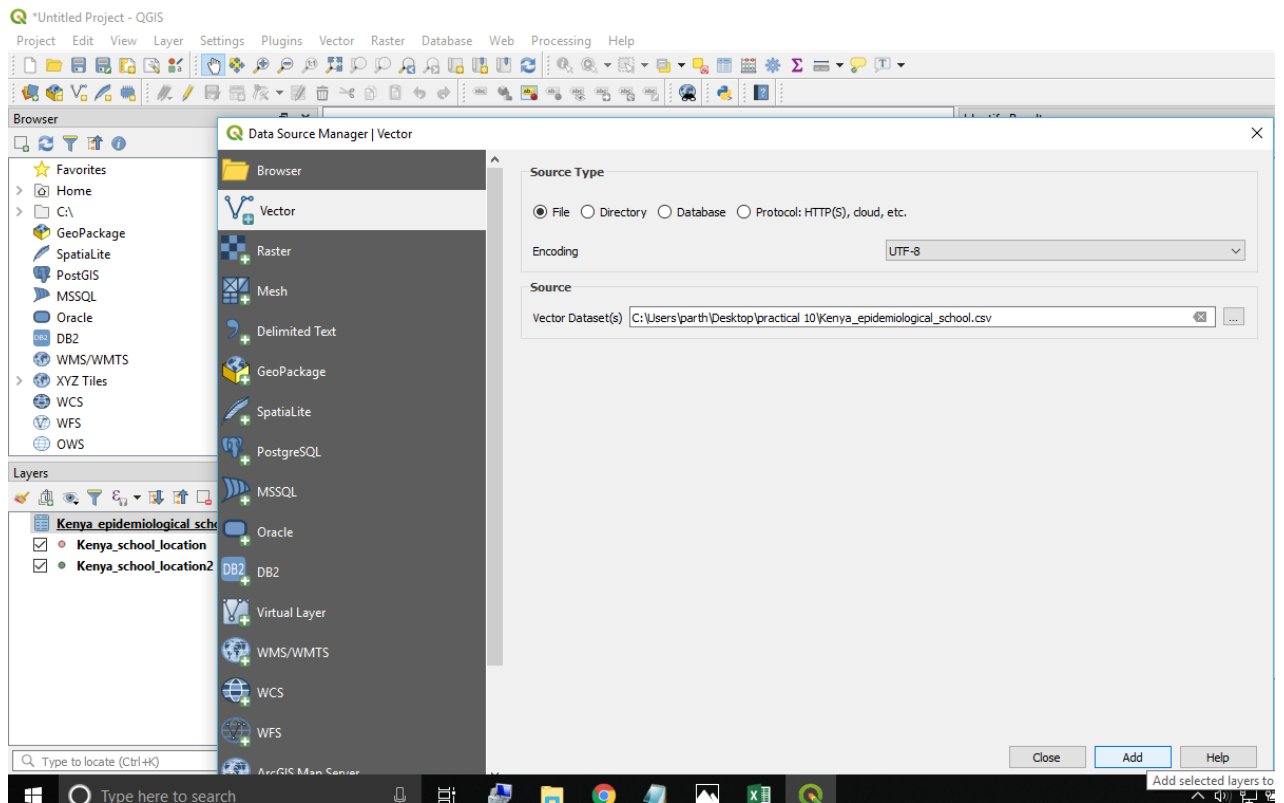 *Untitled Project - QGIS
Project Edit View Layer Settings Plugins Vector Raster Database Web Processing Help
Browser
Favorites
Home
C:\
GeoPackage
SpatiaLite
PostGIS
MSSQL
Oracle
DB2
DB2
WMS/WMTS
XYZ Tiles
WCS
WFS
OWS
Layers
Kenya_epidemiological_scho
Kenya_school_location
Kenya_school_location2
Type to locate (Ctrl+K)
Data Source Manager | Vector
Browser
Vector
Raster
Mesh
Delimited Text
GeoPackage
SpatiaLite
PostgreSQL
MSSQL
Oracle
DB2
DB2
Virtual Layer
WMS/WMTS
WCS
WFS
ArcGIS Map Server
Source Type
File Directory Database Protocol: HTTP(S), cloud, etc.
Encoding UTF-8
Source
Vector Dataset(s) C:\Users\parth\Desktop\practical 10\Kenya_epidemiological_school.csv ...
Close Add Help
Add selected layers to
Type here to search